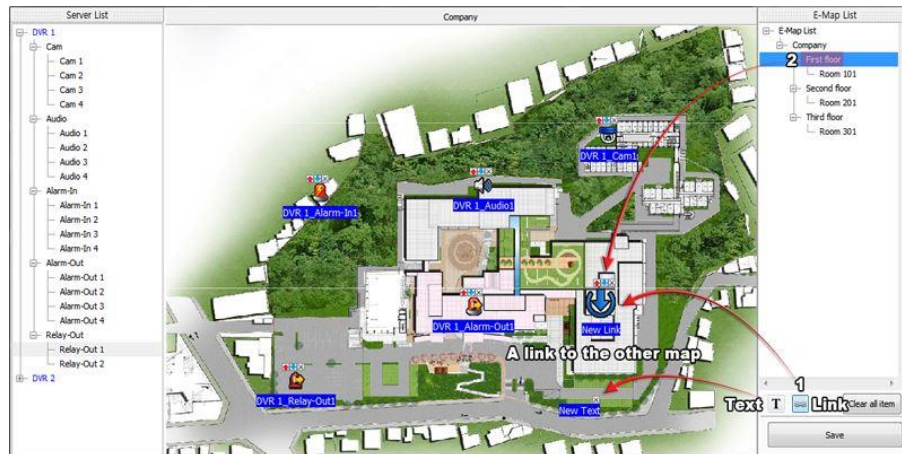 Server List
DVR 1
Cam
Cam 1
Cam 2
Cam 3
Cam 4
Audio
Audio 1
Audio 2
Audio 3
Audio 4
Alarm-In
Alarm-In 1
Alarm-In 2
Alarm-In 3
Alarm-In 4
Alarm-Out
Alarm-Out 1
Alarm-Out 2
Alarm-Out 3
Alarm-Out 4
Relay-Out
Relay-Out 1
Relay-Out 2
DVR 2
Company
DVR 1_Cam1
DVR 1_Audio1
DVR 1_Alarm-In1
New Link
DVR 1_Alarm-Out1
A link to the other map
DVR 1_Relay-Out1
New Text
E-Map List
E-Map List
Company
2 First floor
Room 101
Second floor
Room 201
Third floor
Room 301
1
Text T Link Clear all item
Save